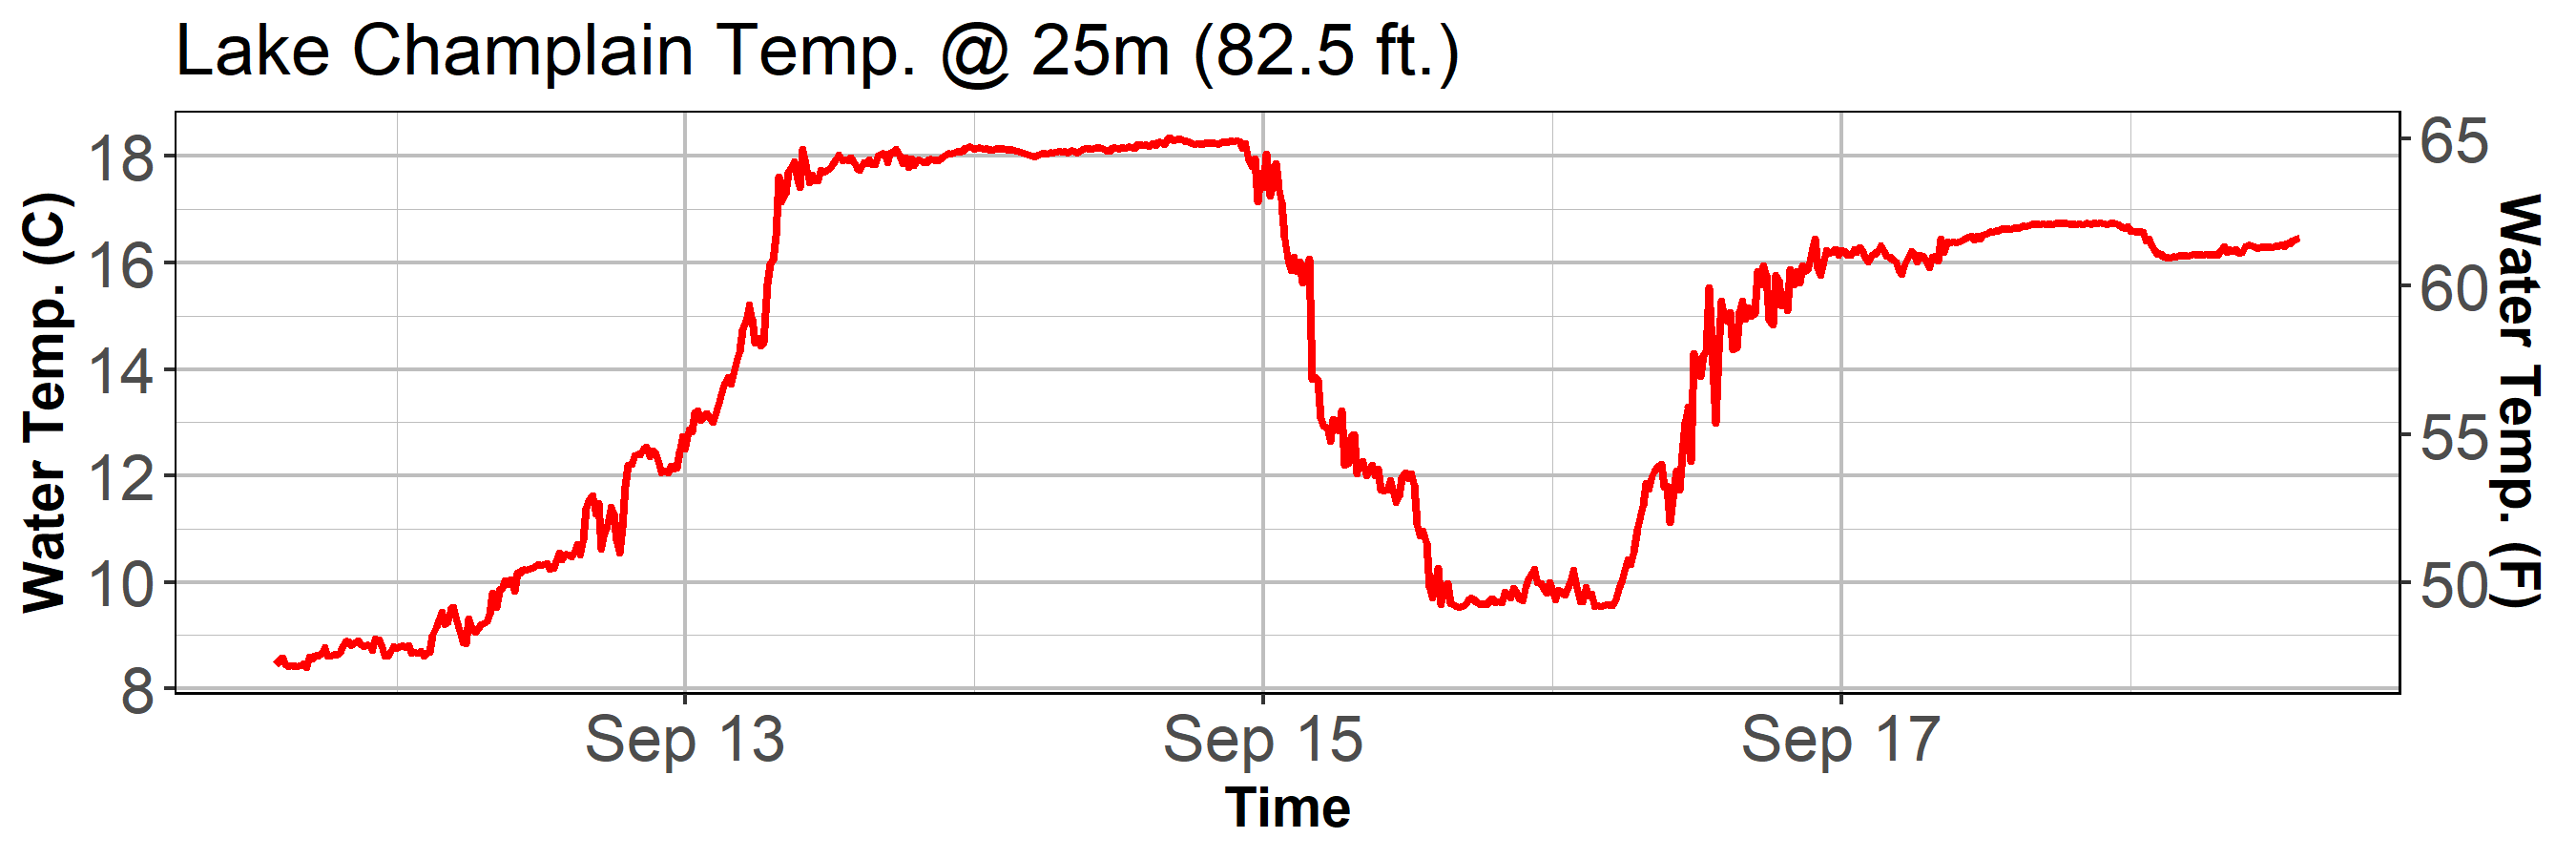 Lake Champlain Temp. @ 25m (82.5 ft.)
Water Temp. (C)
18
16
14
12
10
8
65
60
55
50
Water Temp. (F)
Sep 13
Sep 15
Sep 17
Time